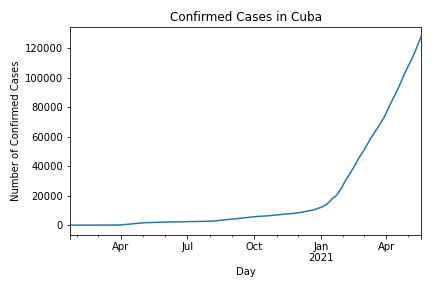 Confirmed Cases in Cuba
Number of Confirmed Cases
120000
100000
80000
60000
40000
20000
0
Apr
Jul
Oct
Jan
2021
Apr
Day